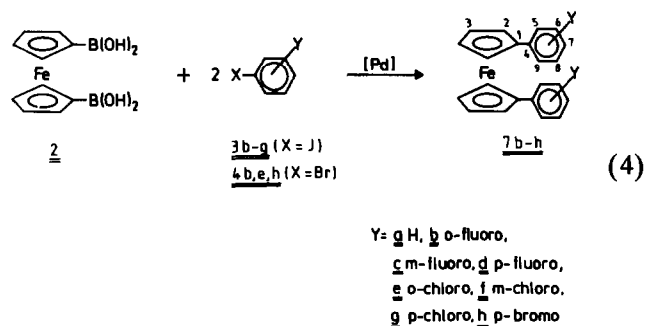 B(OH)2
Fe
B(OH)2
2
+ 2 X Y
3b-g (X = J)
4b,e,h (X=Br)
[Pd]
3 2 5 6 Y
1 4 7
9 8
Fe
Y
7b-h
(4)
Y= a H, b o-fluoro,
c m-fluoro, d p-fluoro,
e o-chloro, f m-chloro,
g p-chloro, h p-bromo